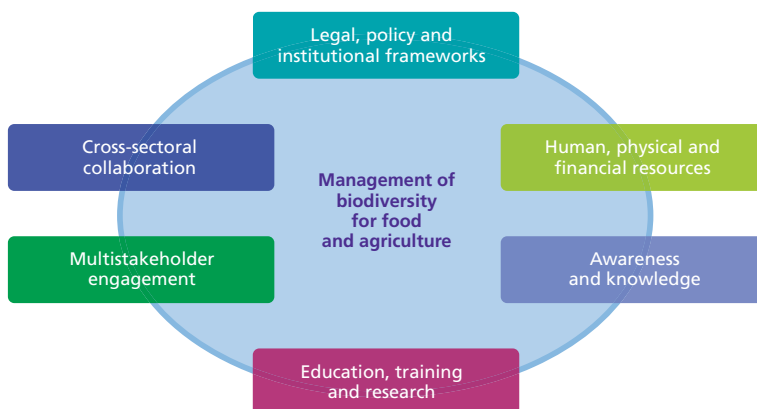 Legal, policy and
institutional frameworks
Cross-sectoral
collaboration
Human, physical and
financial resources
Management of
biodiversity
for food
and agriculture
Multistakeholder
engagement
Awareness
and knowledge
Education, training
and research